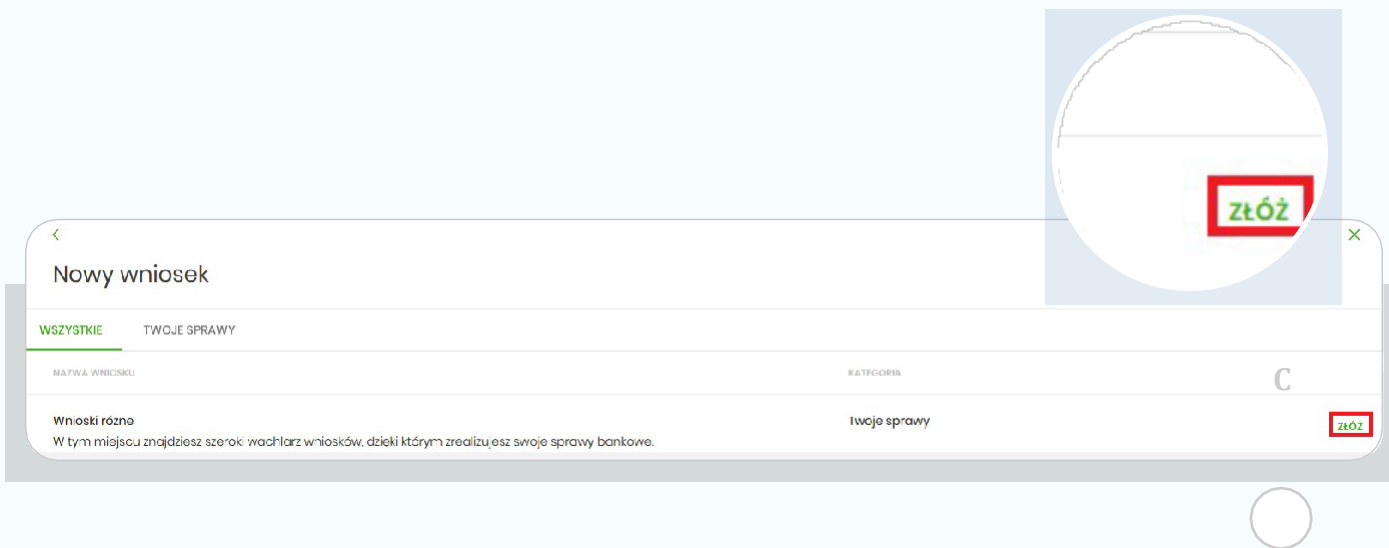 ZŁÓŻ
Nowy wniosek
WSZYSTKIE TWOJE SPRAWY
NAZWA WNIOSKU KATEGORIA
C
Wnioski różne Twoje sprawy ZŁÓŻ
W tym miejscu znajdziesz szeroki wachlarz wniosków, dzięki którym zrealizujesz swoje sprawy bankowe.